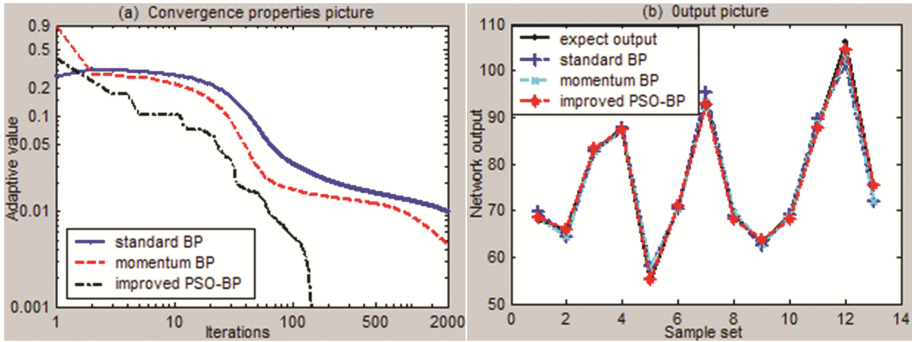 (a) Convergence properties picture
0.9
0.5
0.2
0.1
0.05
0.01
0.001
Adaptive value
standard BP
momentum BP
improved PSO-BP
1
10
100
500
2000
Iterions
(b) 0utput picture
110
100
90
80
70
60
50
Network output
expect output
standard BP
momentum BP
improved PSO-BP
0
2
4
6
8
10
12
14
Sample set